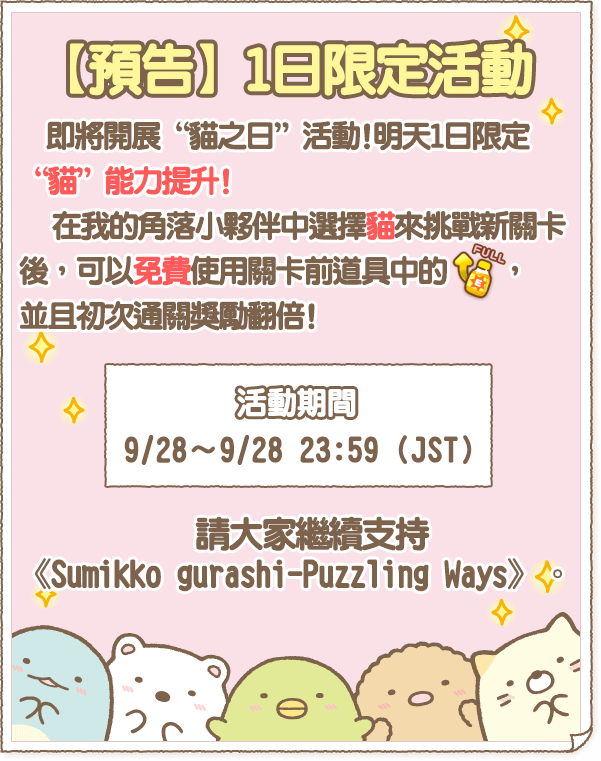 【預告】1日限定活動
即將開展“貓之日”活動!明天1日限定
“貓”能力提升!
在我的角落小夥伴中選擇貓來挑戰新關卡
後，可以免費使用關卡前道具中的FULL E，
並且初次通關獎勵翻倍!
活動期間
9/28～9/28 23:59 (JST)
請大家繼續支持
《Sumikko gurashi-Puzzling Ways》。